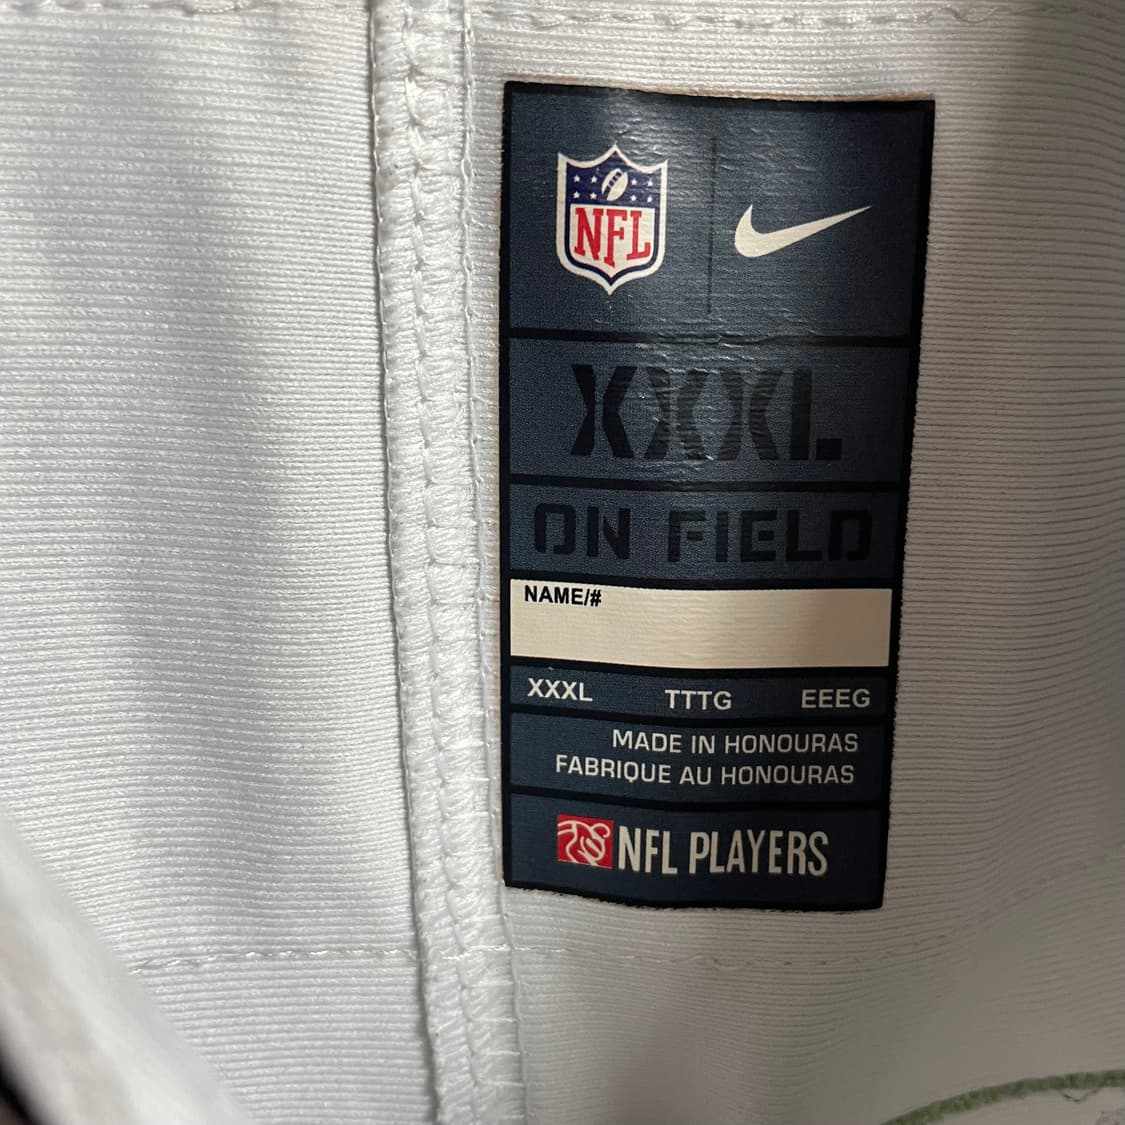 NFL
XXXL
ON FIELD
NAME/#
XXXL TTTG EEEG
MADE IN HONOURAS
FABRIQUE AU HONOURAS
NFL PLAYERS